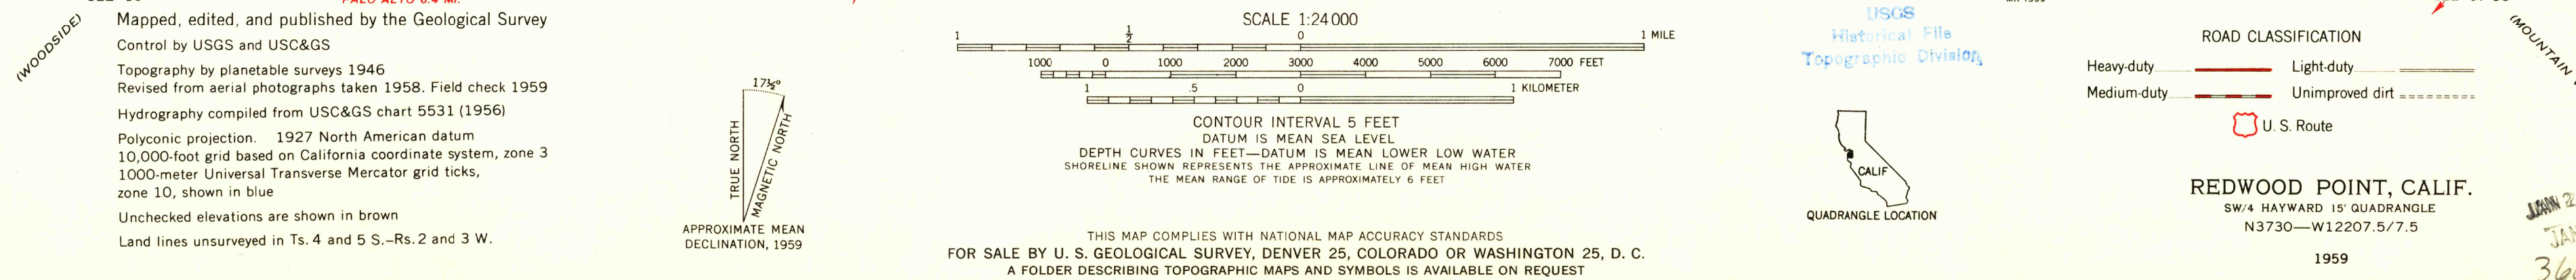 PALO ALTO 6.4 MI.
(WOODSIDE)
Mapped, edited, and published by the Geological Survey
Control by USGS and USC&GS
Topography by planetable surveys 1946
Revised from aerial photographs taken 1958. Field check 1959
Hydrography compiled from USC&GS chart 5531 (1956)
Polyconic projection. 1927 North American datum
10,000-foot grid based on California coordinate system, zone 3
1000-meter Universal Transverse Mercator grid ticks,
zone 10, shown in blue
Unchecked elevations are shown in brown
Land lines unsurveyed in Ts. 4 and 5 S.–Rs. 2 and 3 W.
17½°
TRUE NORTH
MAGNETIC NORTH
APPROXIMATE MEAN
DECLINATION, 1959
SCALE 1:24 000
1 ½ 0 1 MILE
1000 0 1000 2000 3000 4000 5000 6000 7000 FEET
1 .5 0 1 KILOMETER
CONTOUR INTERVAL 5 FEET
DATUM IS MEAN SEA LEVEL
DEPTH CURVES IN FEET—DATUM IS MEAN LOWER LOW WATER
SHORELINE SHOWN REPRESENTS THE APPROXIMATE LINE OF MEAN HIGH WATER
THE MEAN RANGE OF TIDE IS APPROXIMATELY 6 FEET
THIS MAP COMPLIES WITH NATIONAL MAP ACCURACY STANDARDS
FOR SALE BY U. S. GEOLOGICAL SURVEY, DENVER 25, COLORADO OR WASHINGTON 25, D. C.
A FOLDER DESCRIBING TOPOGRAPHIC MAPS AND SYMBOLS IS AVAILABLE ON REQUEST
USGS
Historical File
Topographic Division
CALIF
QUADRANGLE LOCATION
ROAD CLASSIFICATION
Heavy-duty Light-duty
Medium-duty Unimproved dirt
U. S. Route
REDWOOD POINT, CALIF.
SW/4 HAYWARD 15' QUADRANGLE
N3730—W12207.5/7.5
1959
(MOUNTAIN
JAN